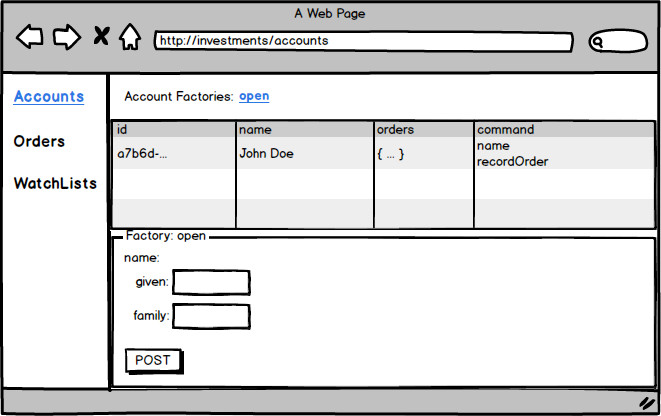 A Web Page
http://investments/accounts
Accounts
Orders
WatchLists
Account Factories: open
id name orders command
a7b6d-... John Doe { ... } name
recordOrder
Factory: open
name:
given:
family:
POST